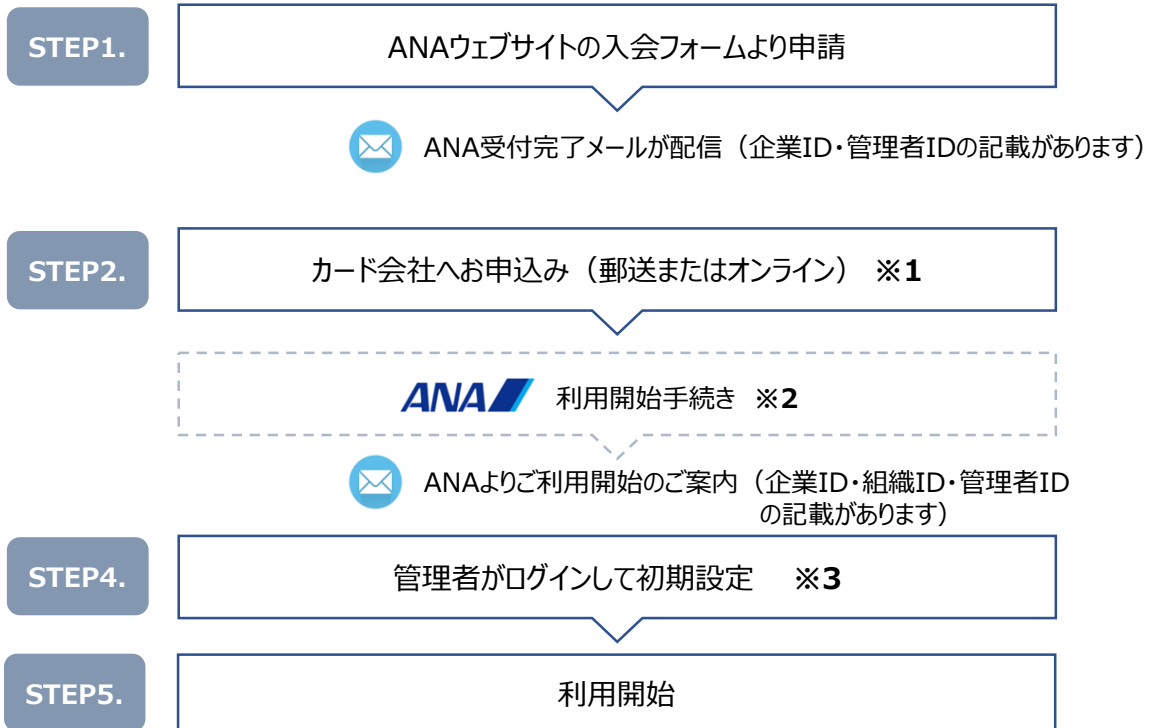 STEP1.
ANAウェブサイトの入会フォームより申請
ANA受付完了メールが配信（企業ID・管理者IDの記載があります）
STEP2.
カード会社へお申込み（郵送またはオンライン） ※1
ANA 利用開始手続き ※2
ANAよりご利用開始のご案内（企業ID・組織ID・管理者ID
の記載があります）
STEP4.
管理者がログインして初期設定 ※3
STEP5.
利用開始